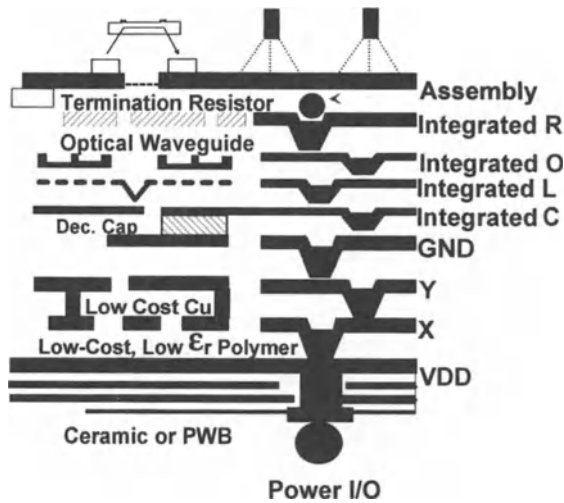 Assembly
Termination Resistor
Integrated R
Optical Waveguide
Integrated O
Integrated L
Integrated C
Dec. Cap
GND
Y
Low Cost Cu
X
Low-Cost, Low εr Polymer
VDD
Ceramic or PWB
Power I/O